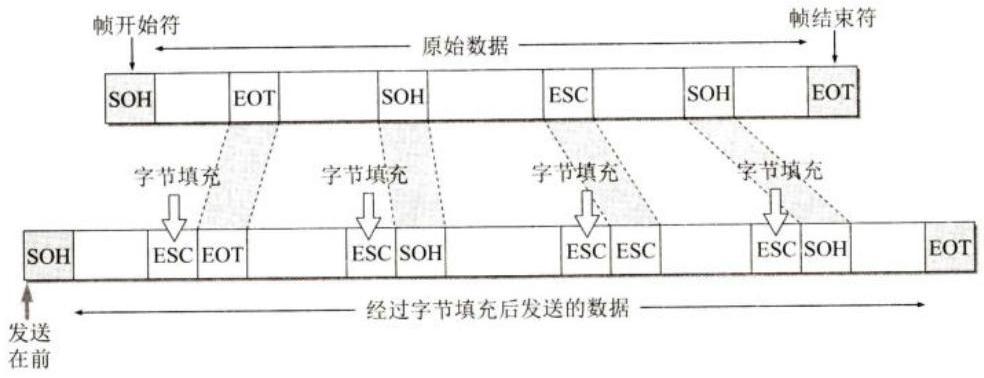 帧开始符
帧结束符
原始数据
SOH EOT SOH ESC SOH EOT
字节填充 字节填充 字节填充 字节填充
SOH ESC EOT ESC SOH ESC ESC ESC SOH EOT
经过字节填充后发送的数据
发送
在前